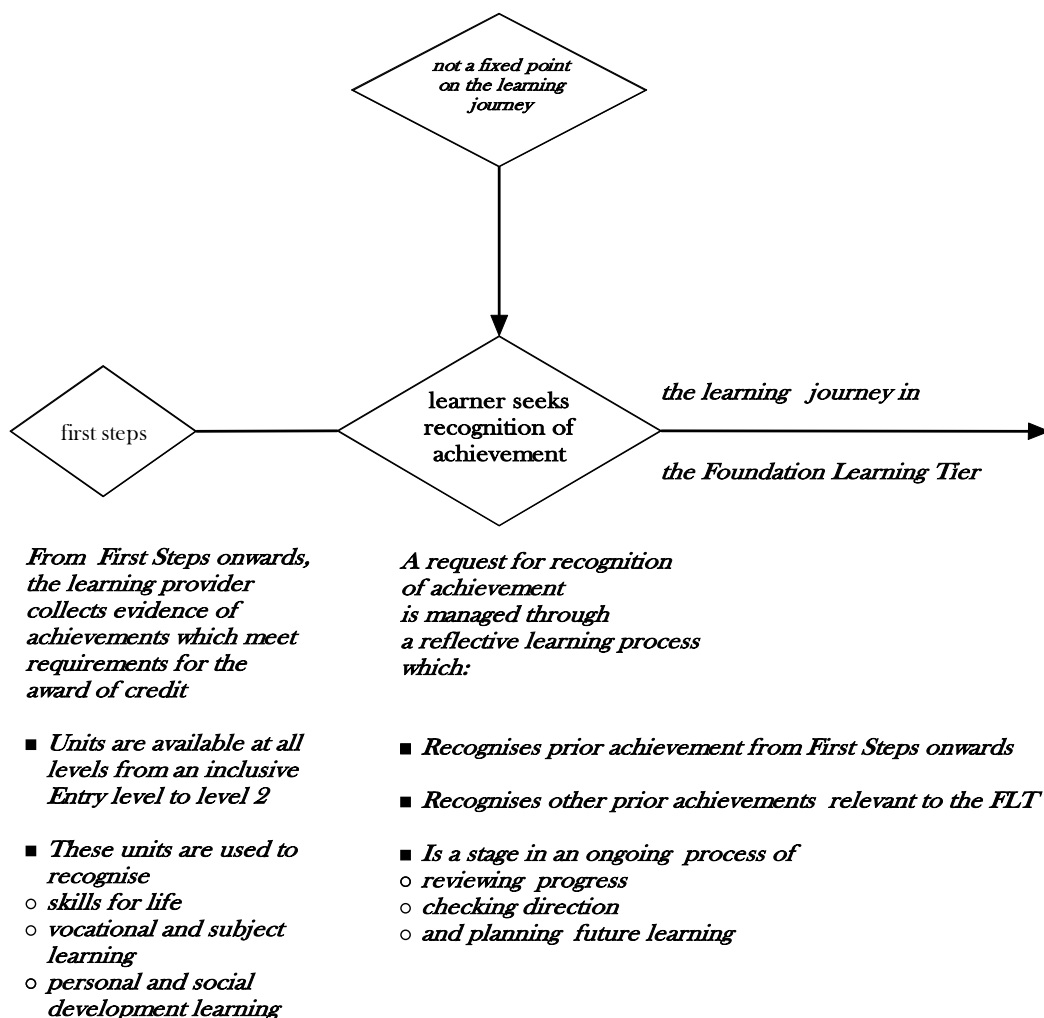 not a fixed point
on the learning
journey
first steps
learner seeks
recognition of
achievement
the learning journey in
the Foundation Learning Tier
From First Steps onwards,
the learning provider
collects evidence of
achievements which meet
requirements for the
award of credit
■ Units are available at all
levels from an inclusive
Entry level to level 2
■ These units are used to
recognise
○ skills for life
○ vocational and subject
learning
○ personal and social
development learning
A request for recognition
of achievement
is managed through
a reflective learning process
which:
■ Recognises prior achievement from First Steps onwards
■ Recognises other prior achievements relevant to the FLT
■ Is a stage in an ongoing process of
○ reviewing progress
○ checking direction
○ and planning future learning